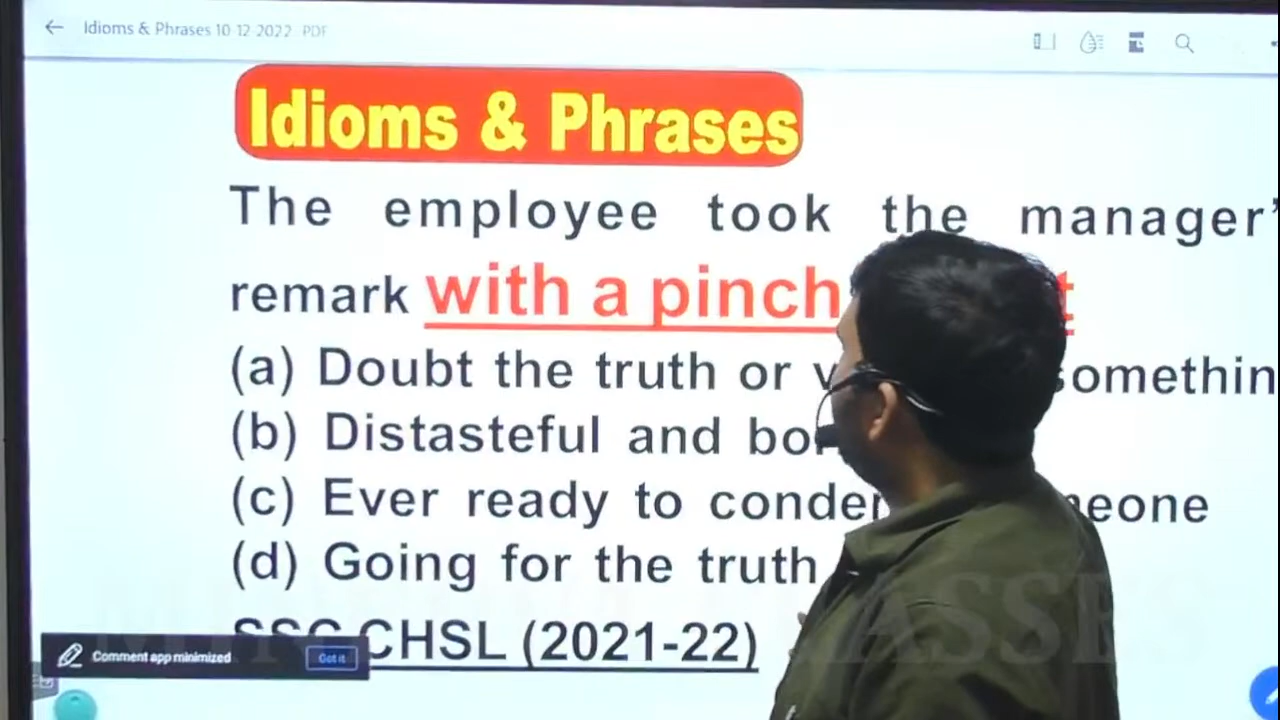 Idioms & Phrases 10-12-2022 PDF
Idioms & Phrases
The employee took the manager'
remark with a pinch
(a) Doubt the truth or
(b) Distasteful and
(c) Ever ready to
(d) Going for the truth
SSC CHSL (2021-22)
Comment app minimized
Got it